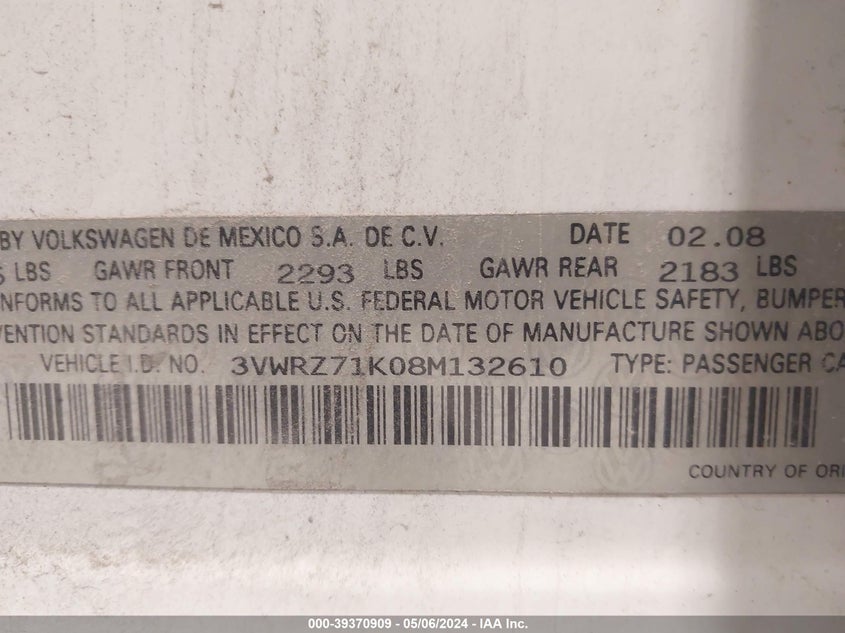 BY VOLKSWAGEN DE MEXICO S.A. DE C.V. DATE 02.08
LBS GAWR FRONT 2293 LBS GAWR REAR 2183 LBS
NFORMS TO ALL APPLICABLE U.S. FEDERAL MOTOR VEHICLE SAFETY, BUMPER
VENTION STANDARDS IN EFFECT ON THE DATE OF MANUFACTURE SHOWN ABO
VEHICLE I.D. NO. 3VWRZ71K08M132610 TYPE: PASSENGER CA
COUNTRY OF ORI
000-39370909 - 05/06/2024 - IAA Inc.